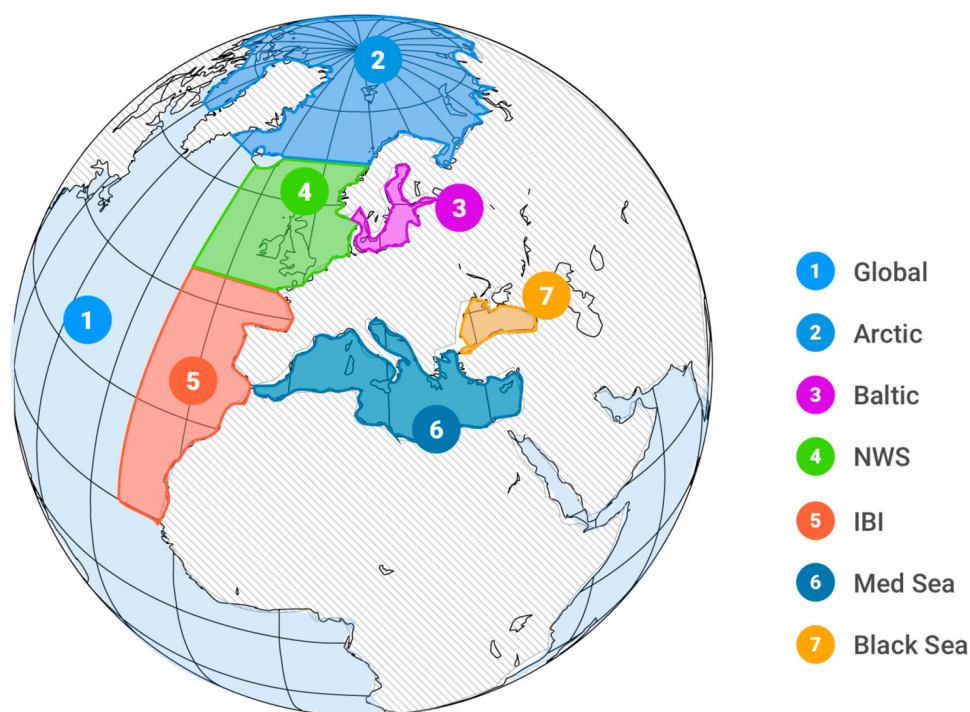 2
4
3
7
1
5
6
1 Global
2 Arctic
3 Baltic
4 NWS
5 IBI
6 Med Sea
7 Black Sea